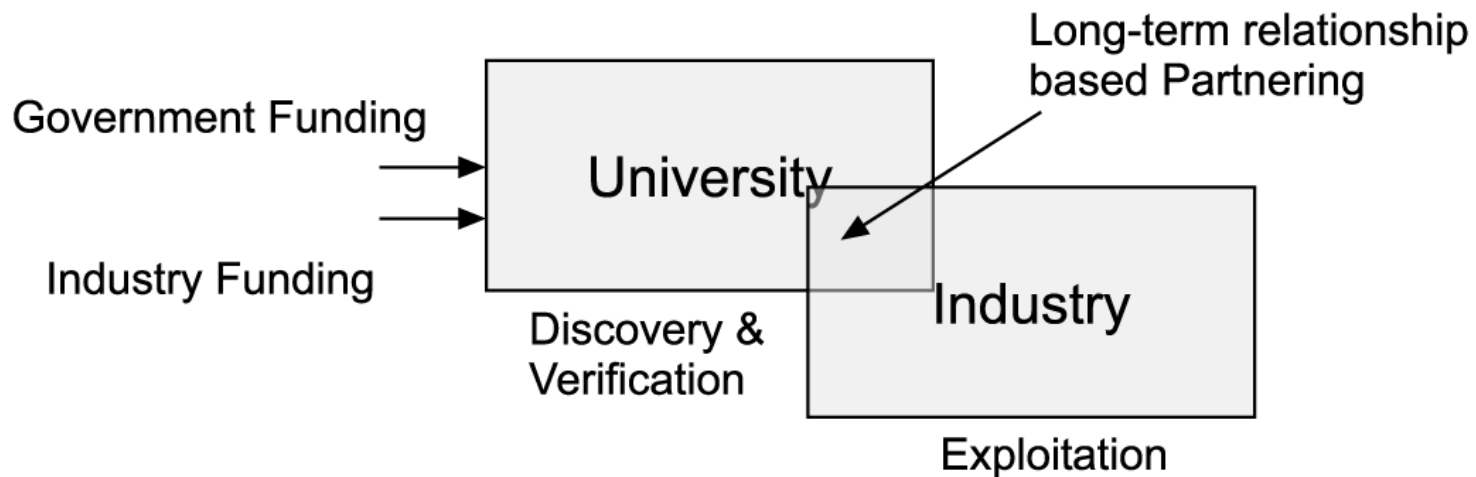 Long-term relationship
based Partnering
Government Funding
University
Industry Funding
Industry
Discovery &
Verification
Exploitation